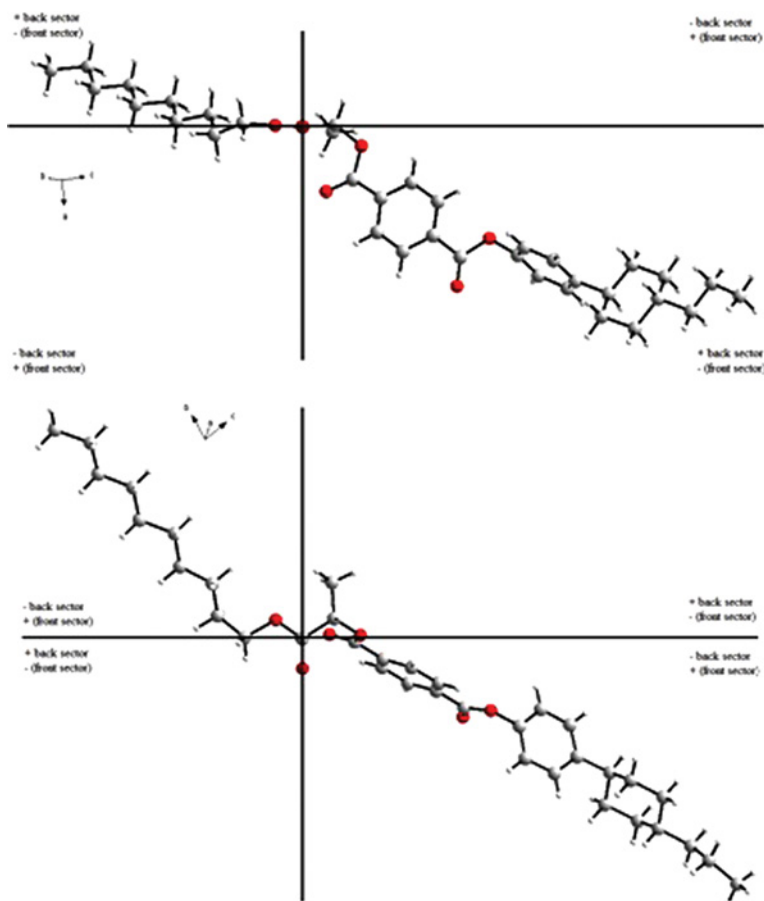 + back sector
- (front sector)
- back sector
+ (front sector)
- back sector
+ (front sector)
+ back sector
- (front sector)
- back sector
+ (front sector)
+ back sector
- (front sector)
+ back sector
- (front sector)
- back sector
+ (front sector)